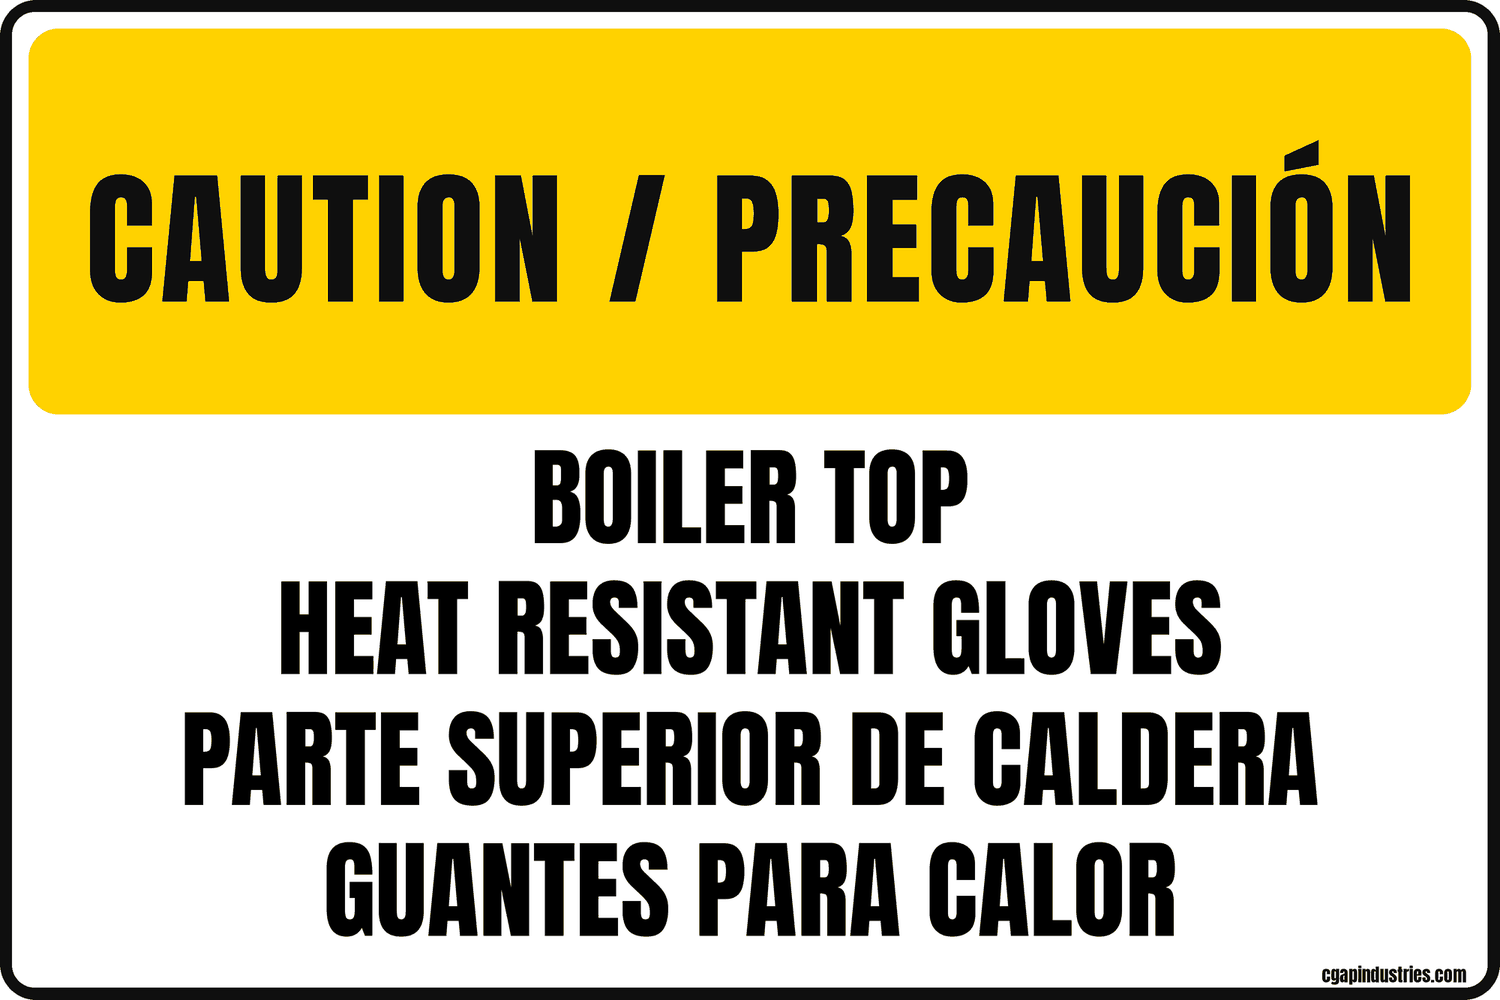 CAUTION / PRECAUCIÓN
BOILER TOP
HEAT RESISTANT GLOVES
PARTE SUPERIOR DE CALDERA
GUANTES PARA CALOR
cgapindustries.com